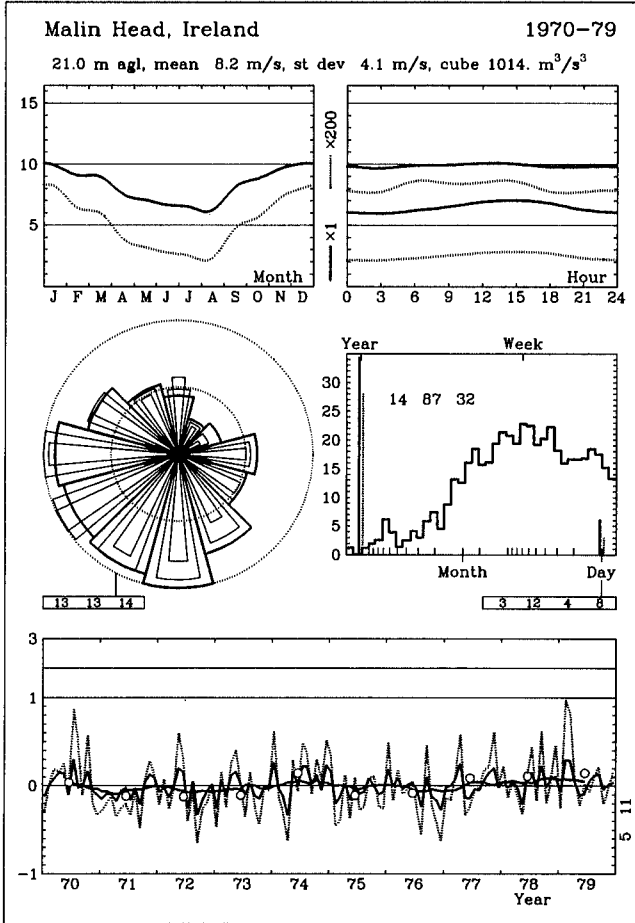 Malin Head, Ireland 1970-79
21.0 m agl, mean 8.2 m/s, st dev 4.1 m/s, cube 1014. m³/s³
15
10
5
J F M A M J J A S O N D
Month
×1 ×200
0 3 6 9 12 15 18 21 24
Hour
Year Week
35
30
25
20
15
10
5
0
14 87 32
Month Day
13 13 14
3 12 4 8
3
1
0
-1
70 71 72 73 74 75 76 77 78 79
Year
5 11